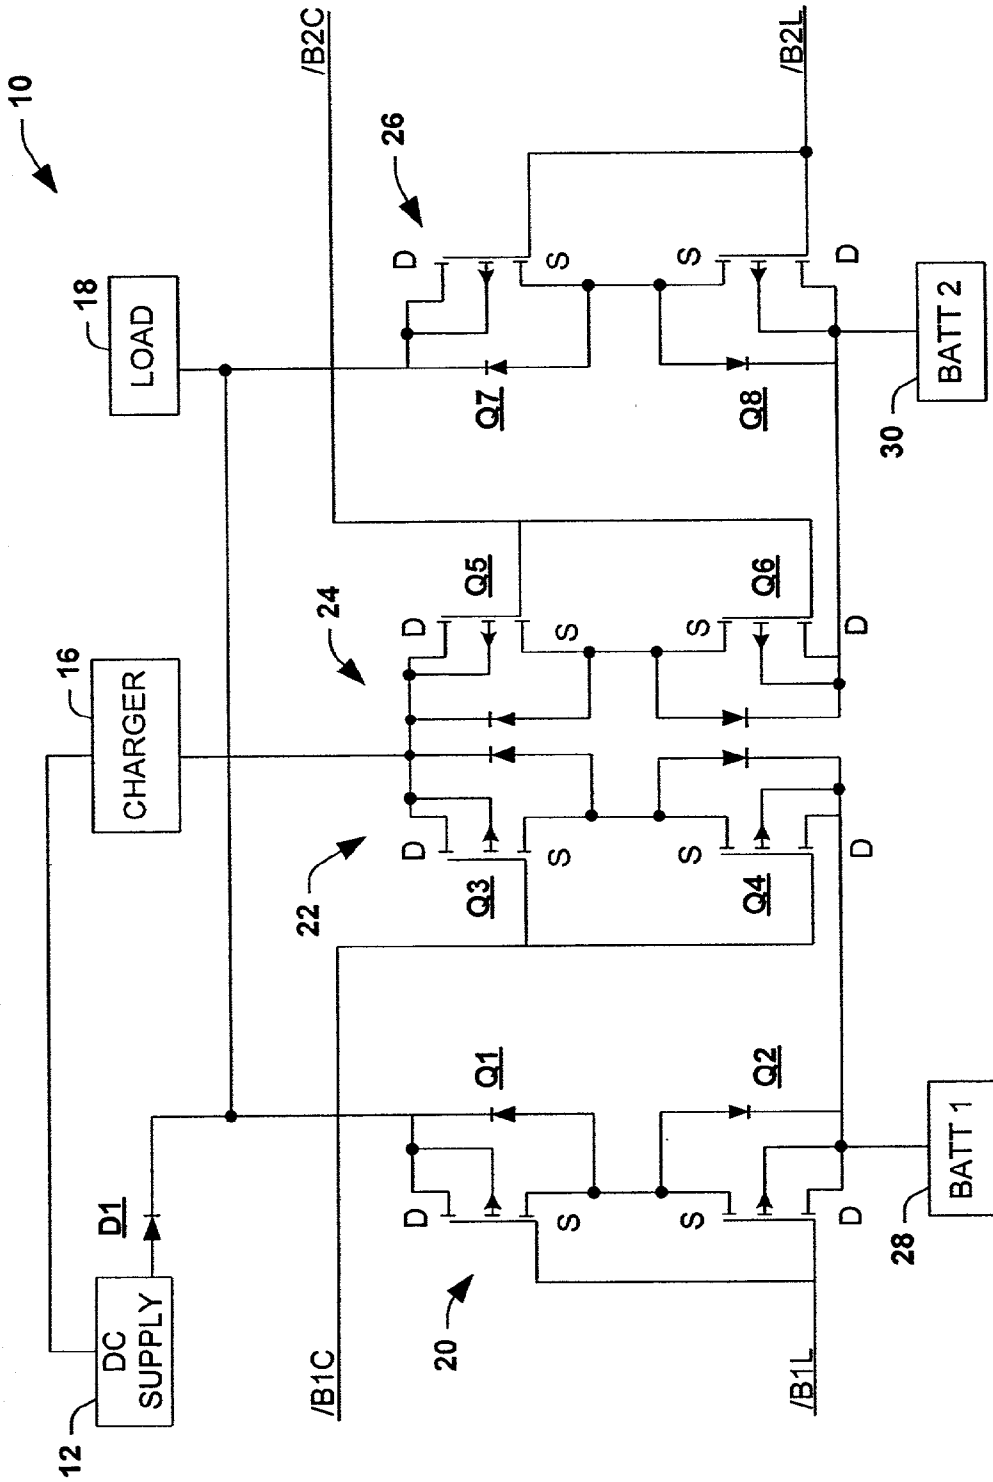 10
DC
SUPPLY
12
D1
CHARGER
16
LOAD
18
/B1C
/B2C
20
22
24
26
D
S
Q1
S
D
Q2
D
S
Q3
S
D
Q4
D
S
Q5
S
D
Q6
D
S
Q7
S
D
Q8
/B1L
/B2L
BATT 1
28
BATT 2
30